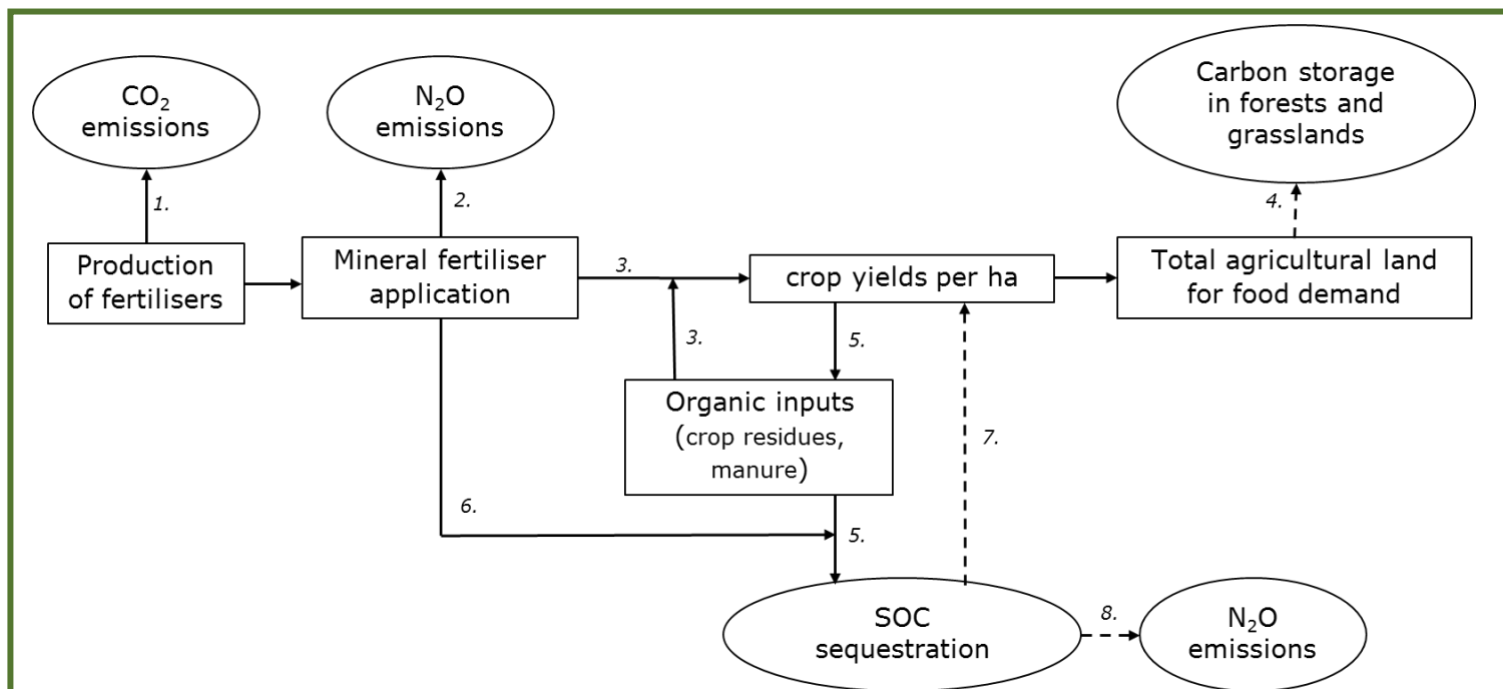 CO₂
emissions
N₂O
emissions
Carbon storage
in forests and
grasslands
1.
2.
4.
Production
of fertilisers
Mineral fertiliser
application
3.
crop yields per ha
Total agricultural land
for food demand
3.
5.
Organic inputs
(crop residues,
manure)
7.
6.
5.
SOC
sequestration
8.
N₂O
emissions